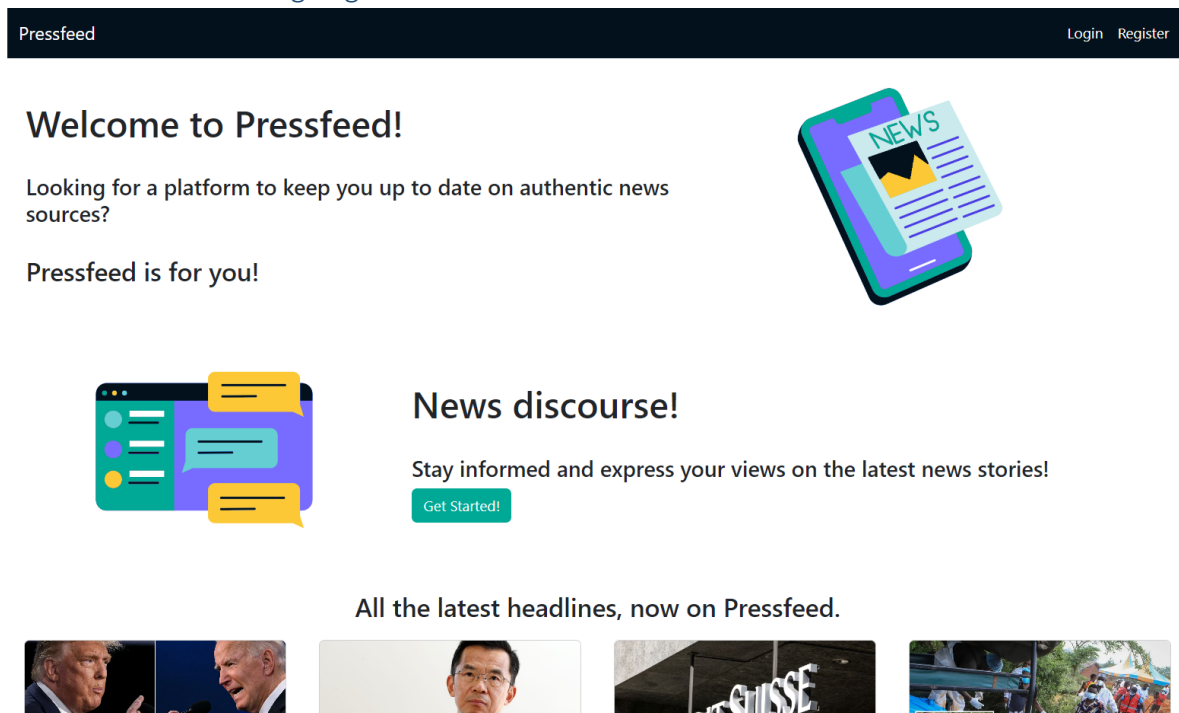 Pressfeed
Login Register
Welcome to Pressfeed!
NEWS
Looking for a platform to keep you up to date on authentic news
sources?
Pressfeed is for you!
News discourse!
Stay informed and express your views on the latest news stories!
Get Started!
All the latest headlines, now on Pressfeed.
SUISSE